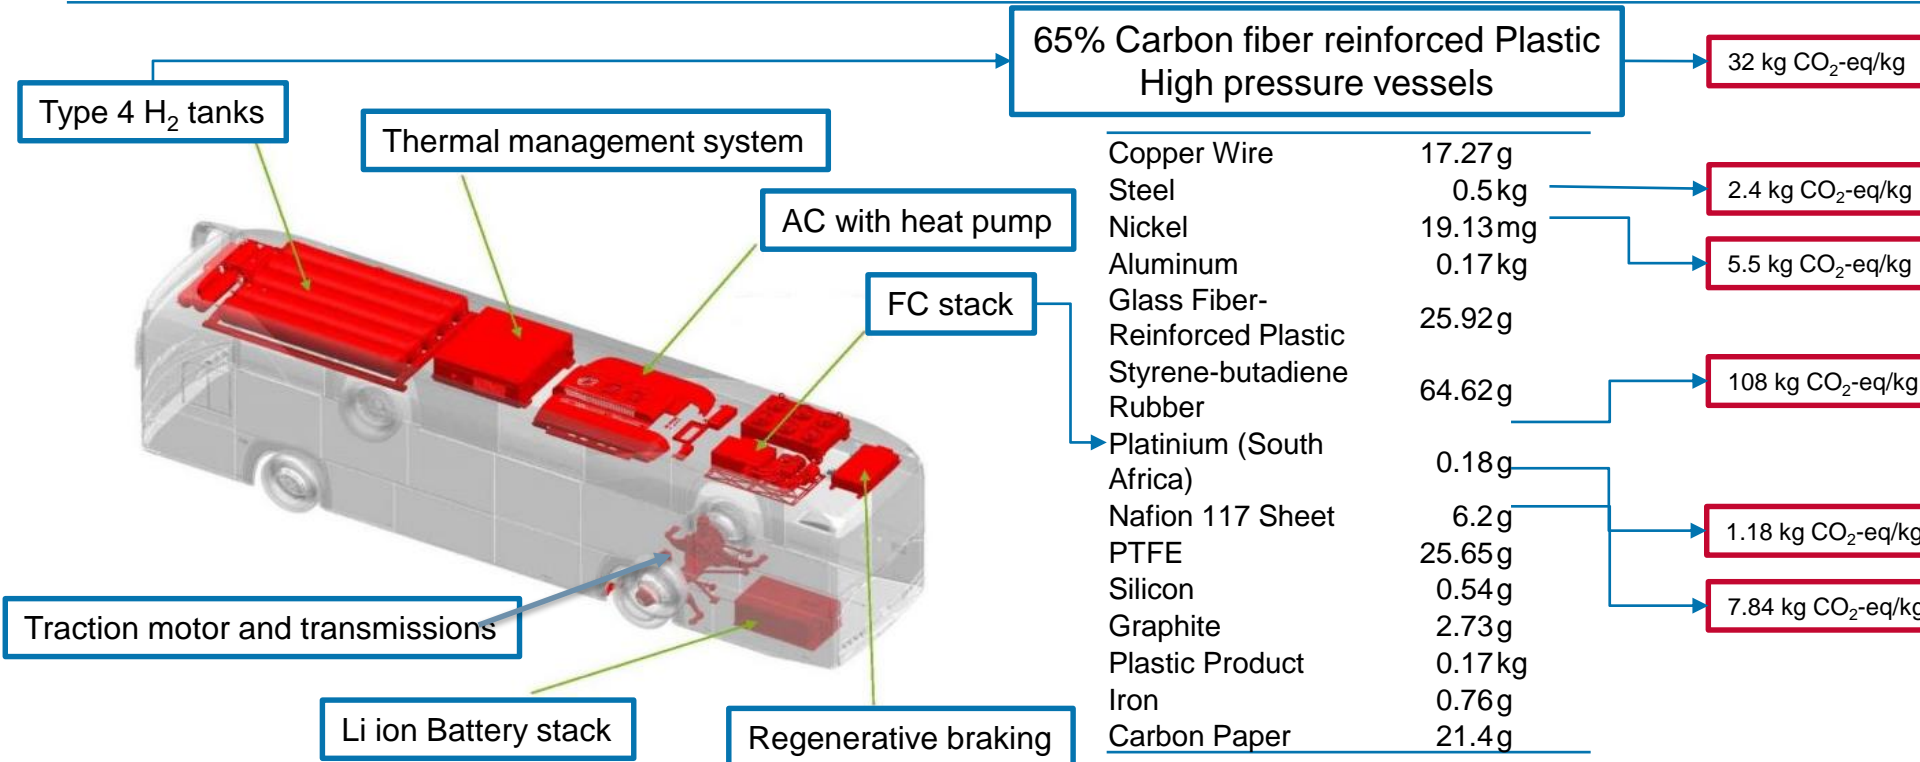 65% Carbon fiber reinforced Plastic
High pressure vessels
32 kg CO₂-eq/kg
Type 4 H₂ tanks
Thermal management system
AC with heat pump
FC stack
Traction motor and transmissions
Li ion Battery stack
Regenerative braking
Copper Wire 17.27 g
Steel 0.5 kg
Nickel 19.13 mg
Aluminum 0.17 kg
Glass Fiber-
Reinforced Plastic 25.92 g
Styrene-butadiene
Rubber 64.62 g
Platinium (South
Africa) 0.18 g
Nafion 117 Sheet 6.2 g
PTFE 25.65 g
Silicon 0.54 g
Graphite 2.73 g
Plastic Product 0.17 kg
Iron 0.76 g
Carbon Paper 21.4 g
2.4 kg CO₂-eq/kg
5.5 kg CO₂-eq/kg
108 kg CO₂-eq/kg
1.18 kg CO₂-eq/kg
7.84 kg CO₂-eq/kg